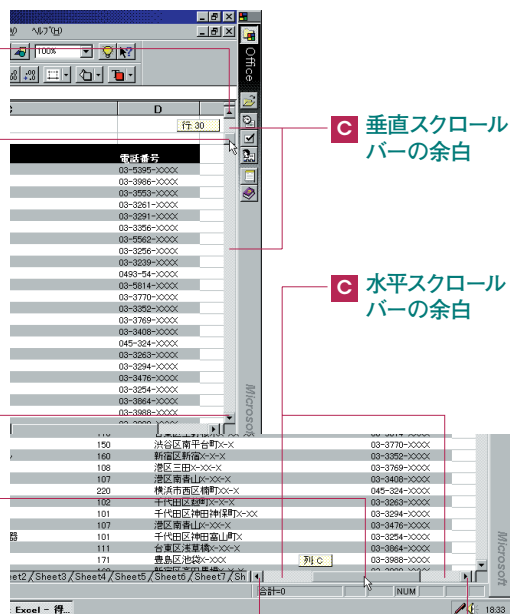 ﾍﾙﾌﾟ(H)
100%
Office
D
行: 30
C 垂直スクロール
バーの余白
電話番号
03-5395-XXXX
03-3986-XXXX
03-3553-XXXX
03-3261-XXXX
03-3291-XXXX
03-3356-XXXX
03-5562-XXXX
03-3256-XXXX
03-3239-XXXX
0493-54-XXXX
03-5814-XXXX
03-3770-XXXX
03-3352-XXXX
03-3769-XXXX
03-3408-XXXX
045-324-XXXX
03-3263-XXXX
03-3294-XXXX
03-3476-XXXX
03-3254-XXXX
03-3864-XXXX
03-3988-XXXX
Microsoft
C 水平スクロール
バーの余白
150 渋谷区南平台町X-X 03-3770-XXXX
160 新宿区新宿X-X-X 03-3352-XXXX
108 港区三田X-XX-X 03-3769-XXXX
107 港区南青山X-XX-X 03-3408-XXXX
220 横浜市西区楠町X-XX 045-324-XXXX
102 千代田区麹町X-X-X 03-3263-XXXX
101 千代田区神田神保町X-XX 03-3294-XXXX
107 港区南青山X-XX-X 03-3476-XXXX
器 101 千代田区神田富山町X 03-3254-XXXX
111 台東区浅草橋X-XX-X 03-3864-XXXX
171 豊島区池袋X-XXX 03-3988-XXXX
列: C
eet2 / Sheet3 / Sheet4 / Sheet5 / Sheet6 / Sheet7 / Sh
合計=0 NUM
Microsoft
Excel - 得...
18:33